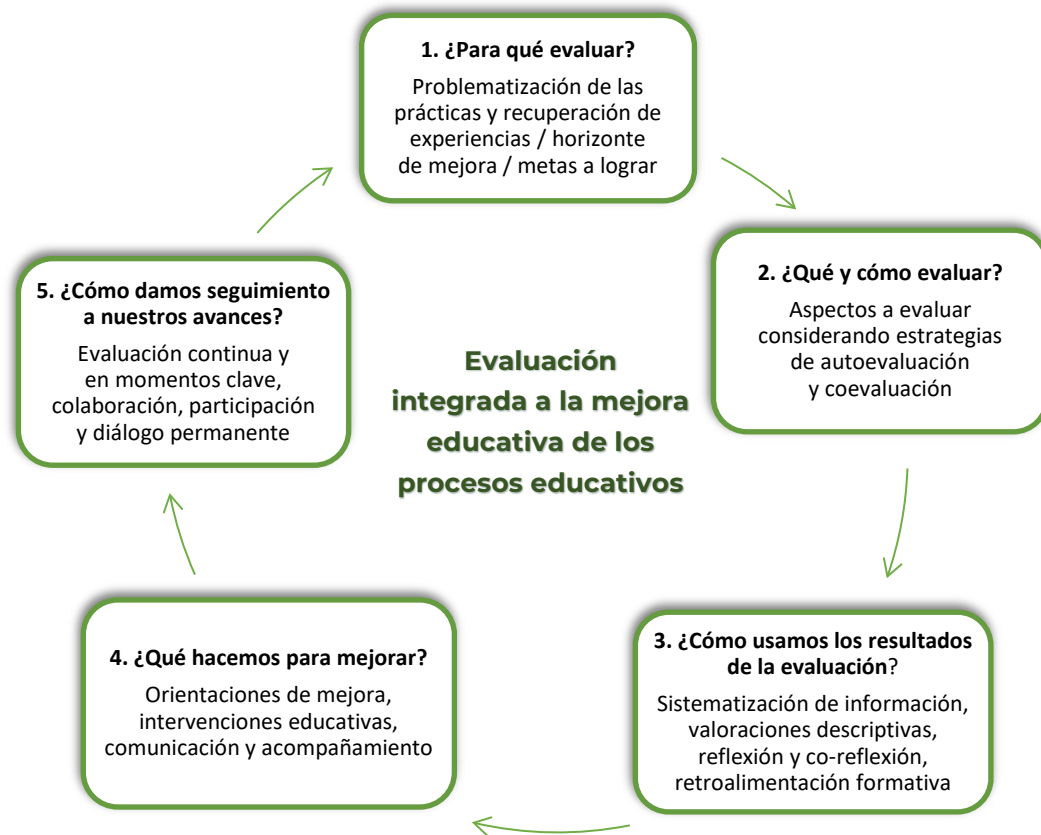 1. ¿Para qué evaluar?
Problematización de las
prácticas y recuperación de
experiencias / horizonte
de mejora / metas a lograr
2. ¿Qué y cómo evaluar?
Aspectos a evaluar
considerando estrategias
de autoevaluación
y coevaluación
3. ¿Cómo usamos los resultados
de la evaluación?
Sistematización de información,
valoraciones descriptivas,
reflexión y co-reflexión,
retroalimentación formativa
4. ¿Qué hacemos para mejorar?
Orientaciones de mejora,
intervenciones educativas,
comunicación y acompañamiento
5. ¿Cómo damos seguimiento
a nuestros avances?
Evaluación continua y
en momentos clave,
colaboración, participación
y diálogo permanente
Evaluación
integrada a la mejora
educativa de los
procesos educativos